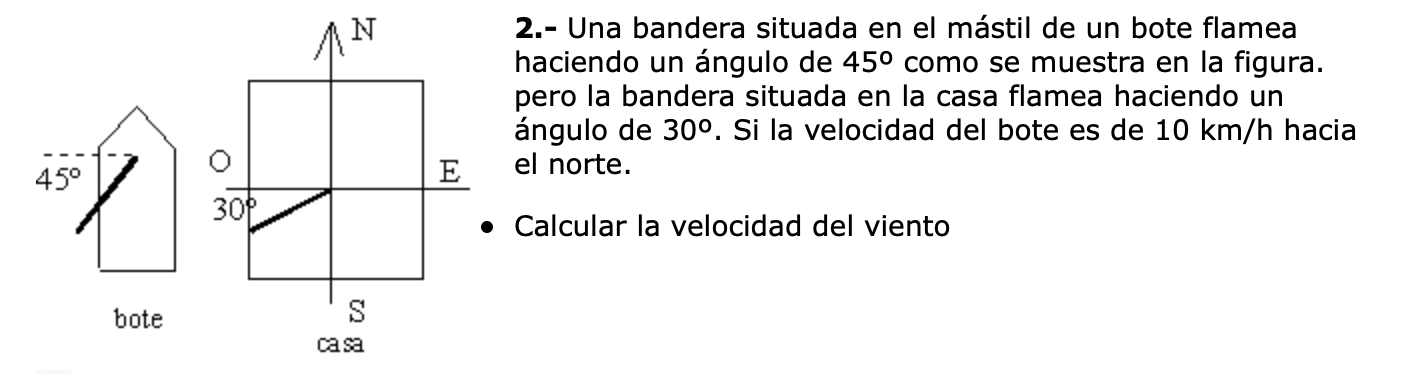 N
O
E
45º
30º
S
bote
casa
2.- Una bandera situada en el mástil de un bote flamea
haciendo un ángulo de 45º como se muestra en la figura.
pero la bandera situada en la casa flamea haciendo un
ángulo de 30º. Si la velocidad del bote es de 10 km/h hacia
el norte.
• Calcular la velocidad del viento